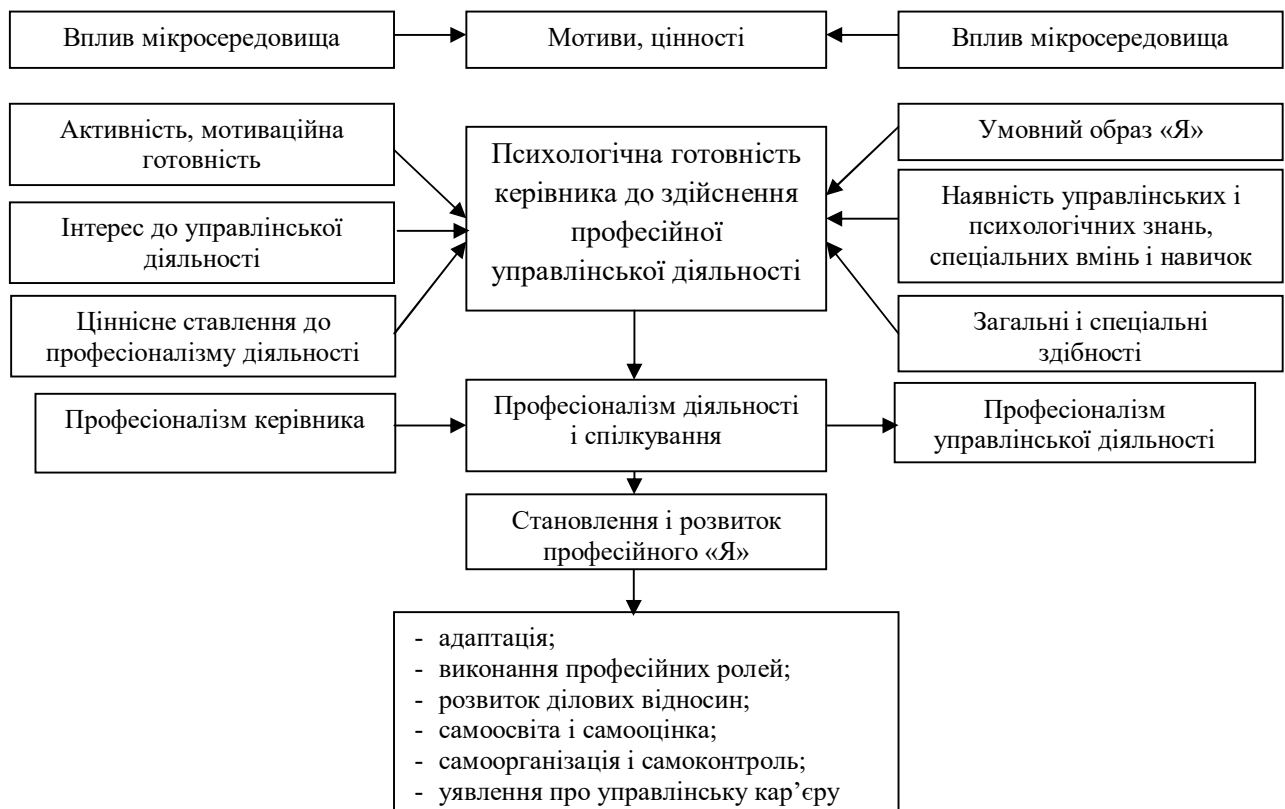 Вплив мікросередовища
Мотиви, цінності
Вплив мікросередовища
Активність, мотиваційна
готовність
Інтерес до управлінської
діяльності
Ціннісне ставлення до
професіоналізму діяльності
Психологічна готовність
керівника до здійснення
професійної
управлінської діяльності
Умовний образ «Я»
Наявність управлінських і
психологічних знань,
спеціальних вмінь і навичок
Загальні і спеціальні
здібності
Професіоналізм керівника
Професіоналізм діяльності
і спілкування
Професіоналізм
управлінської діяльності
Становлення і розвиток
професійного «Я»
- адаптація;
- виконання професійних ролей;
- розвиток ділових відносин;
- самоосвіта і самооцінка;
- самоорганізація і самоконтроль;
- уявлення про управлінську кар’єру